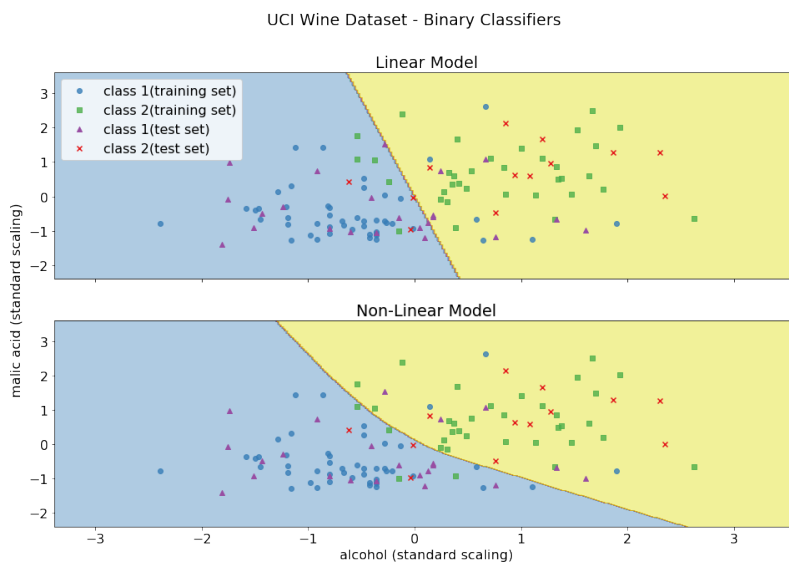 UCI Wine Dataset - Binary Classifiers
Linear Model
class 1(training set)
class 2(training set)
class 1(test set)
class 2(test set)
3
2
1
0
−1
−2
malic acid (standard scaling)
Non-Linear Model
3
2
1
0
−1
−2
−3
−2
−1
0
1
2
3
alcohol (standard scaling)